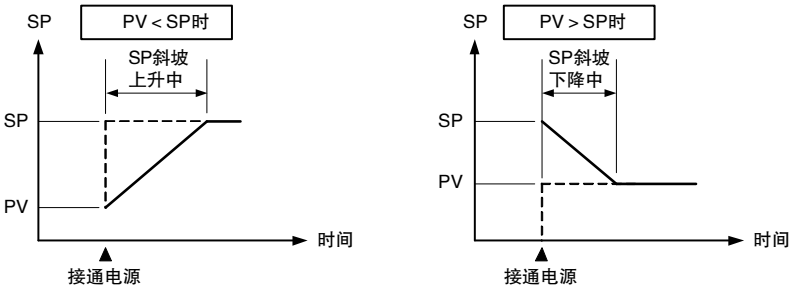 SP
PV < SP时
SP斜坡
上升中
SP
PV
时间
接通电源
SP
PV > SP时
SP斜坡
下降中
SP
PV
时间
接通电源